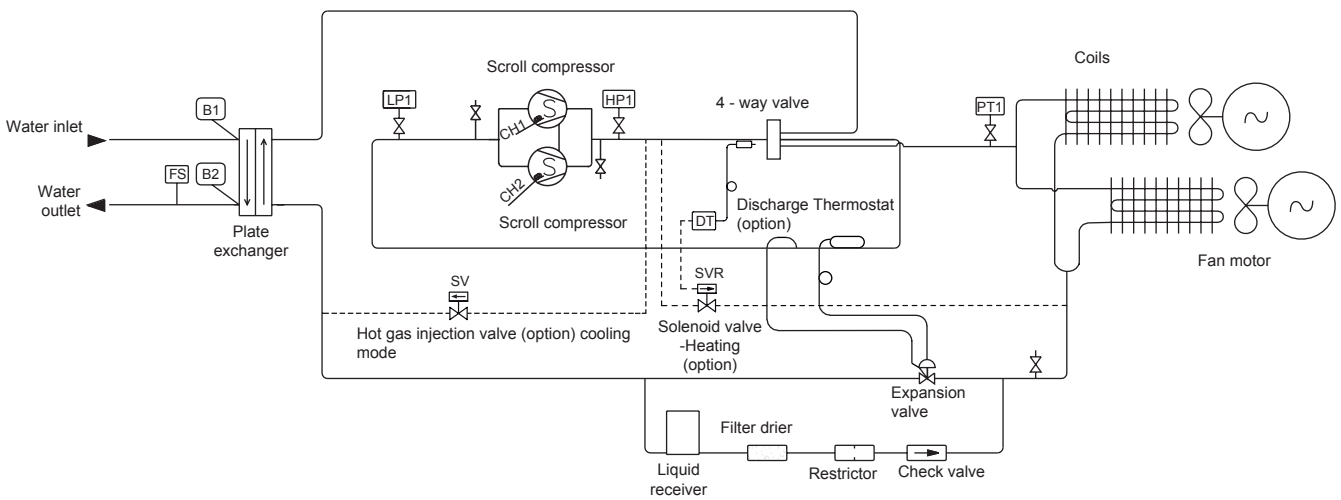 Coils
Scroll compressor
LP1
HP1
4 - way valve
PT1
B1
S
CH1
Water inlet
FS
B2
S
CH2
Water
outlet
Scroll compressor
DT
Discharge Thermostat
(option)
Plate
exchanger
Fan motor
SV
SVR
Hot gas injection valve (option) cooling
mode
Solenoid valve
-Heating
(option)
Expansion
valve
Filter drier
Liquid
receiver
Restrictor
Check valve